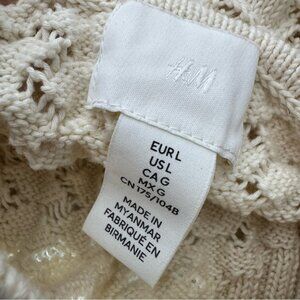 H&M
EUR L
US L
CA G
MX G
CN 175/104B
MADE IN
MYANMAR
FABRIQUÉ EN
BIRMANIE